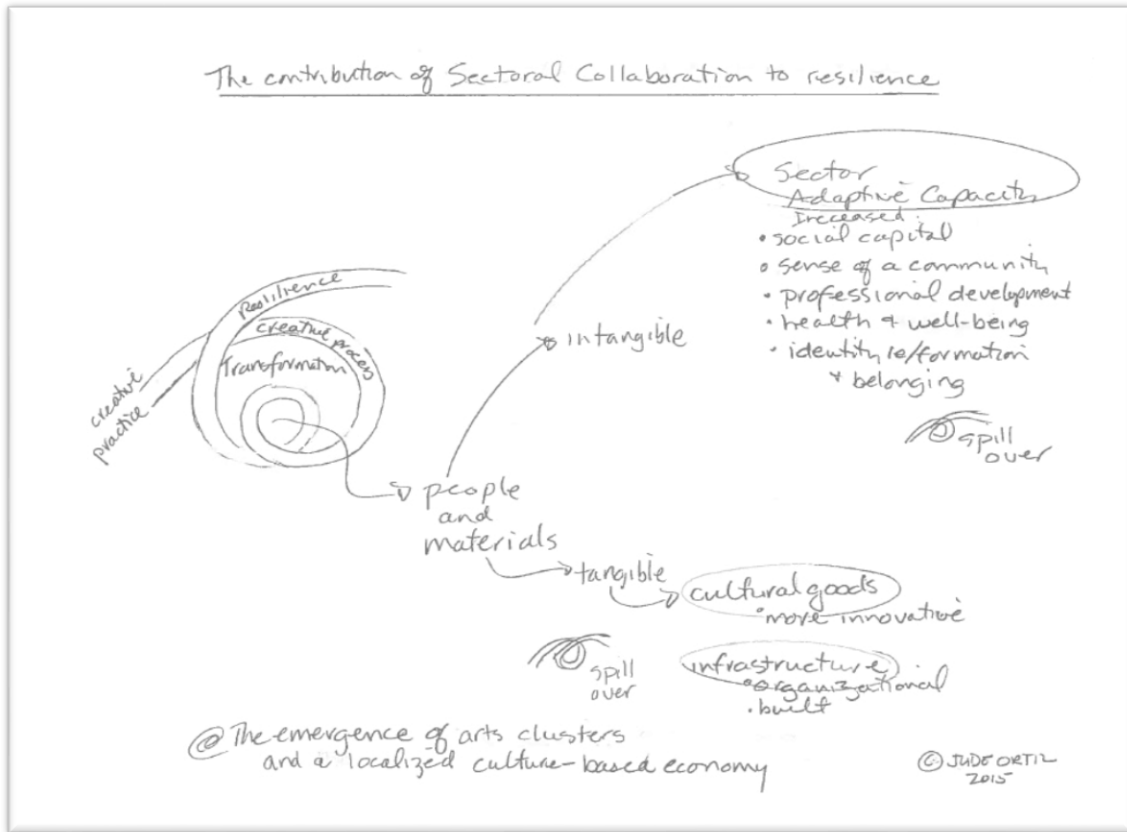 The contribution of Sectoral Collaboration to resilience
Sector
Adaptive Capacity
Increased:
• social capital
• sense of a community
• professional development
• health + well-being
• identity re/formation
+ belonging
spill
over
intangible
Resilience
creative process
Transformation
creative
practice
people
and
materials
tangible
cultural goods
• more innovative
infrastructure
• organizational
• built
spill
over
@ The emergence of arts clusters
and a localized culture-based economy
© JUDE ORTIZ
2015